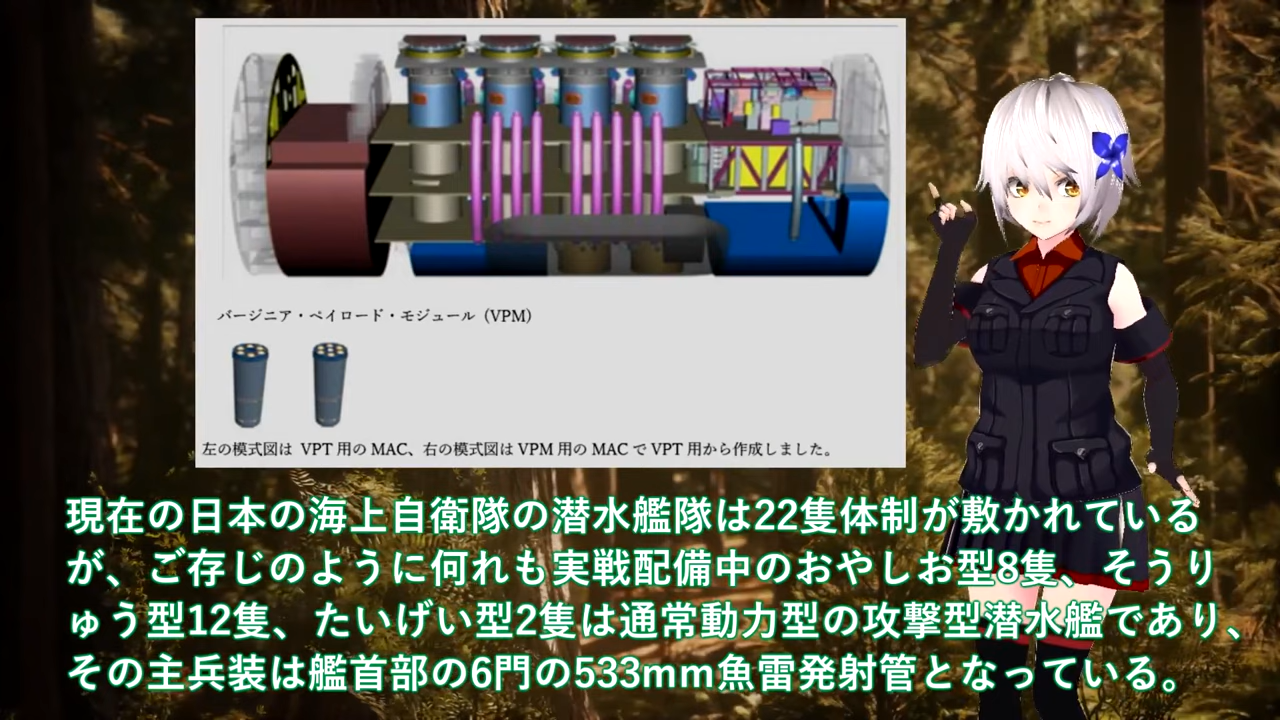 バージニア・ペイロード・モジュール（VPM）
左の模式図は VPT 用の MAC、右の模式図は VPM 用の MAC で VPT 用から作成しました。
現在の日本の海上自衛隊の潜水艦隊は22隻体制が敷かれている
が、ご存じのように何れも実戦配備中のおやしお型8隻、そうり
ゅう型12隻、たいげい型2隻は通常動力型の攻撃型潜水艦であり、
その主兵装は艦首部の6門の533mm魚雷発射管となっている。